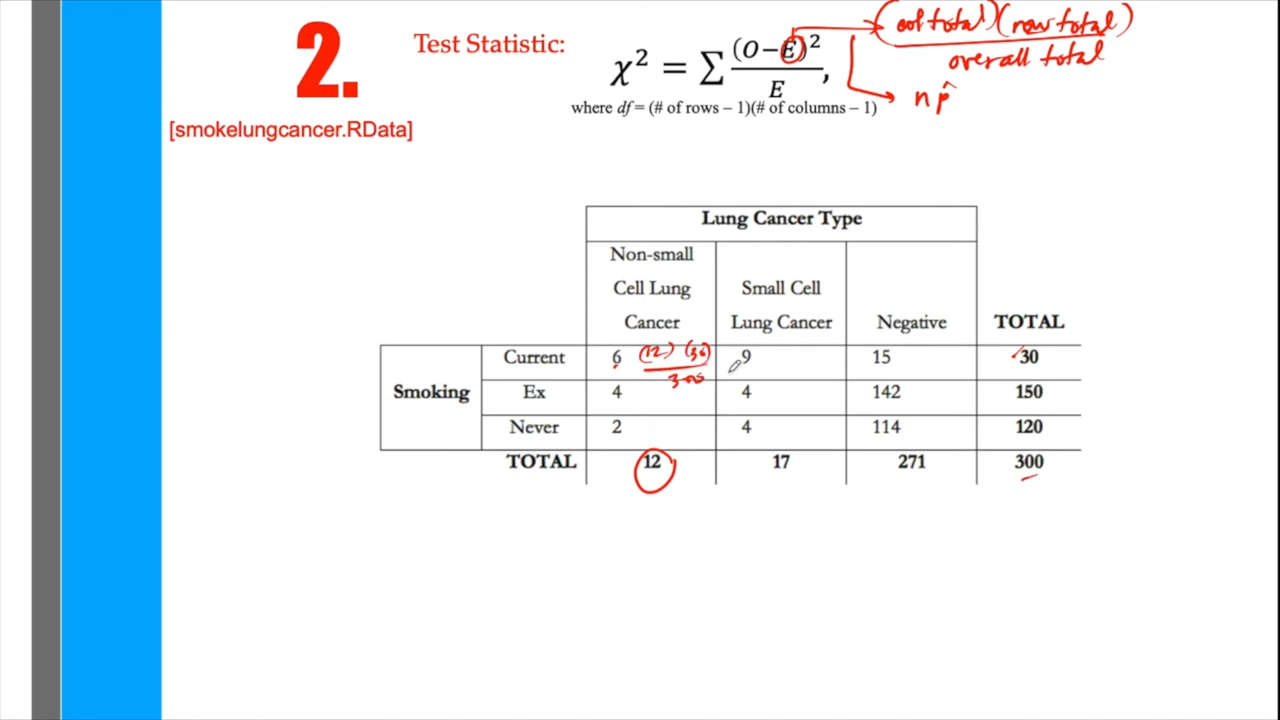 2.
Test Statistic:
χ² = ∑ (O−E)² / E,
(col total)(row total) / overall total
n p̂
where df = (# of rows – 1)(# of columns – 1)
[smokelungcancer.RData]
Lung Cancer Type
Non-small Cell Lung Cancer | Small Cell Lung Cancer | Negative | TOTAL
Smoking
Current | 6 (12) (30) / 300 | 9 | 15 | 30
Ex | 4 | 4 | 142 | 150
Never | 2 | 4 | 114 | 120
TOTAL | 12 | 17 | 271 | 300